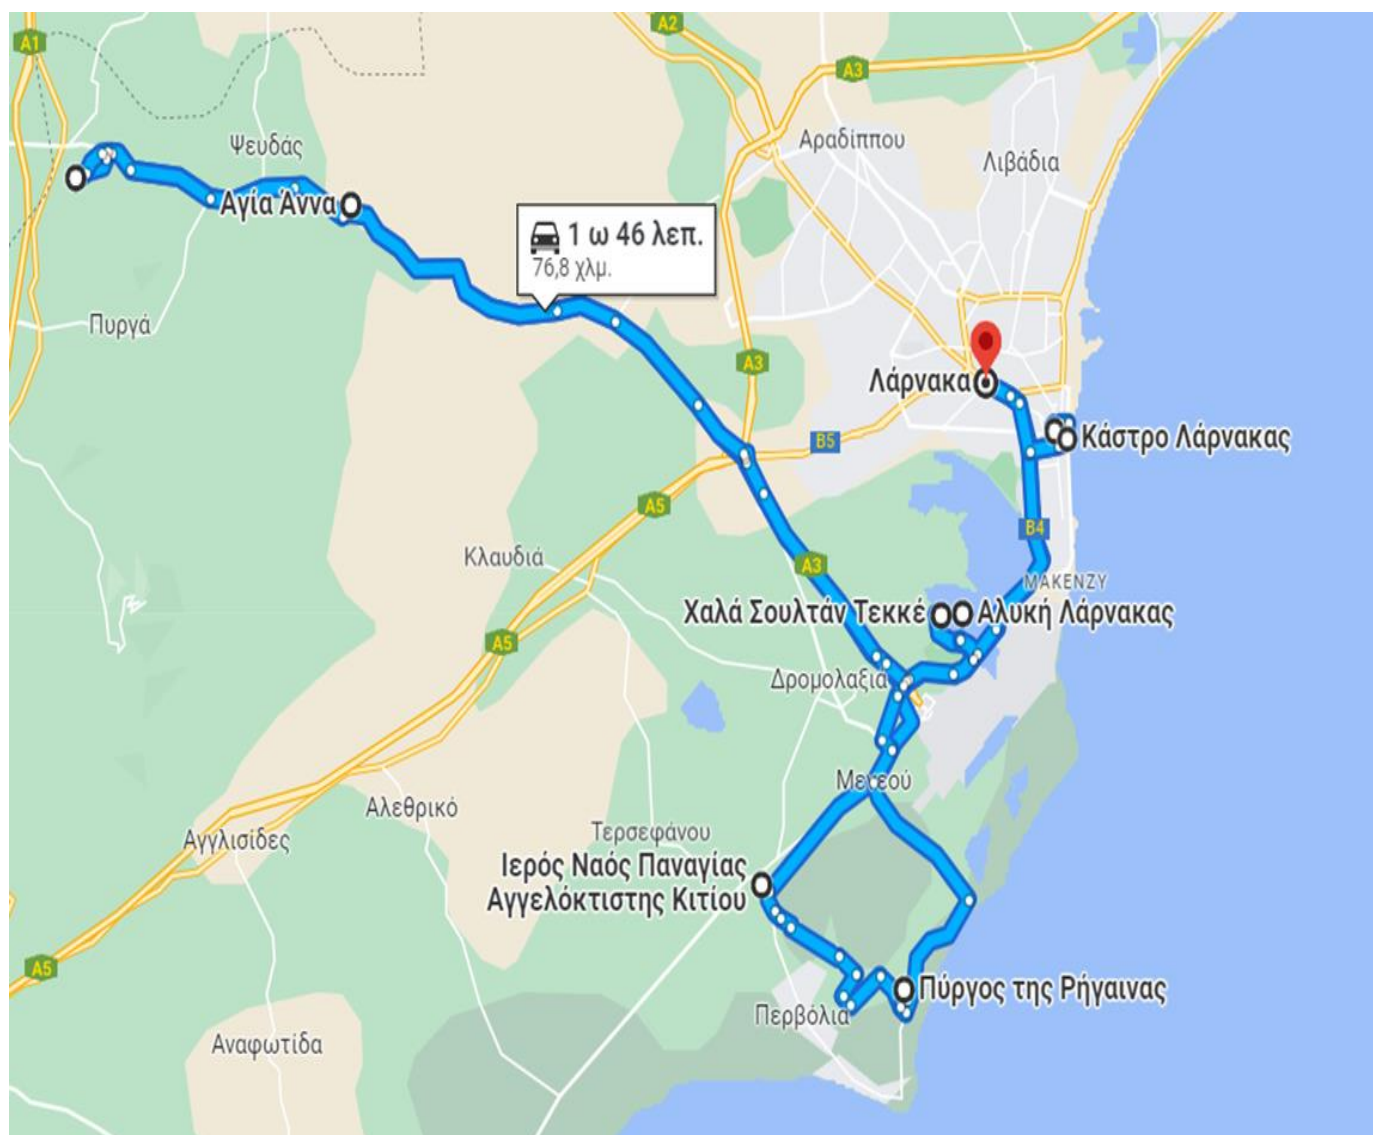 A1
A2
A3
Ψευδάς
Αραδίππου
Λιβάδια
Αγία Άννα
1 ω 46 λεπ.
76,8 χλμ.
Πυργά
A3
Λάρνακα
B5
Κάστρο Λάρνακας
A5
B4
Κλαυδιά
A3
ΜΑΚΕΝΖΥ
Χαλά Σουλτάν Τεκκέ
Αλυκή Λάρνακας
A5
Δρομολαξιά
Μενεού
Αλεθρικό
Αγγλισίδες
Τερσεφάνου
Ιερός Ναός Παναγίας
Αγγελόκτιστης Κιτίου
A5
Πύργος της Ρήγαινας
Περβόλια
Αναφωτίδα